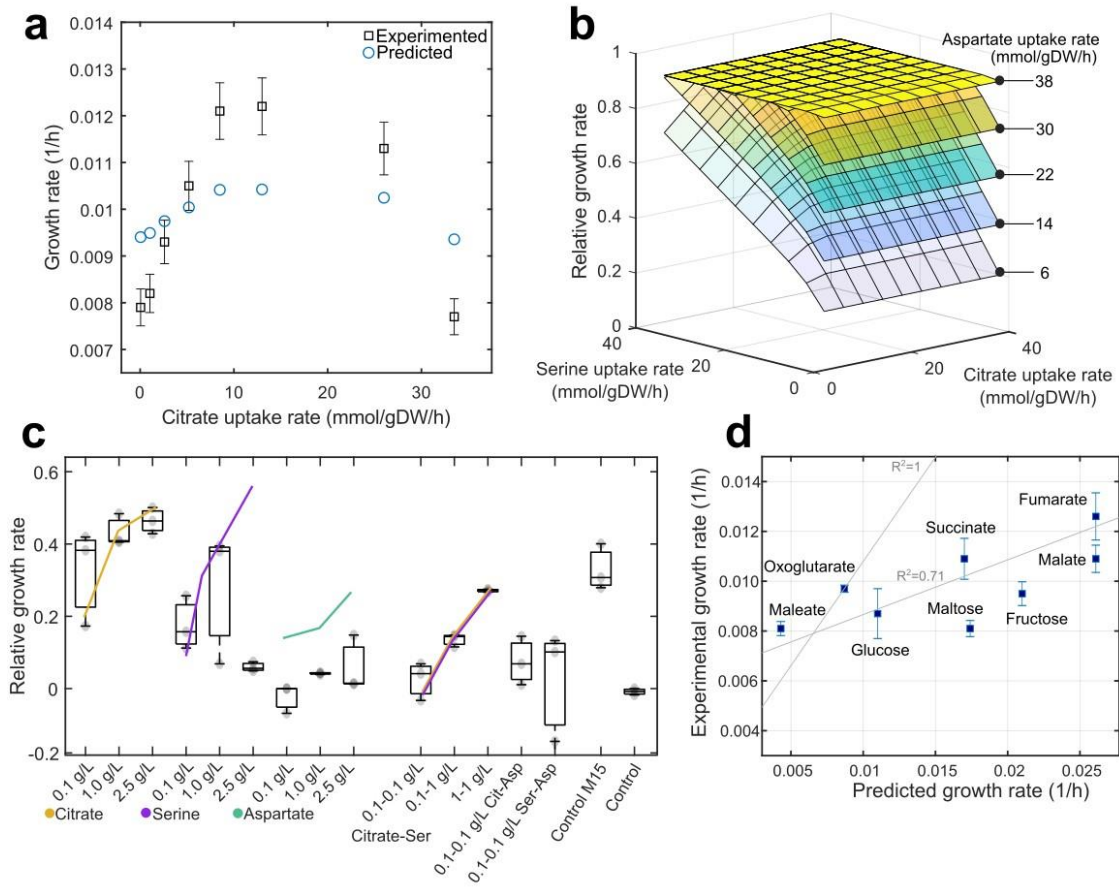 a
0.014
0.013
0.012
0.011
0.01
0.009
0.008
0.007
Growth rate (1/h)
Experimented
Predicted
0
10
20
30
Citrate uptake rate (mmol/gDW/h)
b
Aspartate uptake rate
(mmol/gDW/h)
38
30
22
14
6
1
0.8
0.6
0.4
0.2
0
Relative growth rate
40
20
0
Serine uptake rate
(mmol/gDW/h)
0
20
40
Citrate uptake rate
(mmol/gDW/h)
c
0.6
0.4
0.2
0
-0.2
Relative growth rate
0.1 g/L
1.0 g/L
2.5 g/L
0.1 g/L
1.0 g/L
2.5 g/L
0.1 g/L
1.0 g/L
2.5 g/L
0.1-0.1 g/L
0.1-1 g/L
1-1 g/L
0.1-0.1 g/L Cit-Asp
0.1-0.1 g/L Ser-Asp
Control M15
Control
Citrate
Serine
Aspartate
Citrate-Ser
d
0.014
0.012
0.010
0.008
0.006
0.004
Experimental growth rate (1/h)
R2=1
R2=0.71
Fumarate
Succinate
Malate
Oxoglutarate
Maleate
Maltose
Fructose
Glucose
0.005
0.01
0.015
0.02
0.025
Predicted growth rate (1/h)